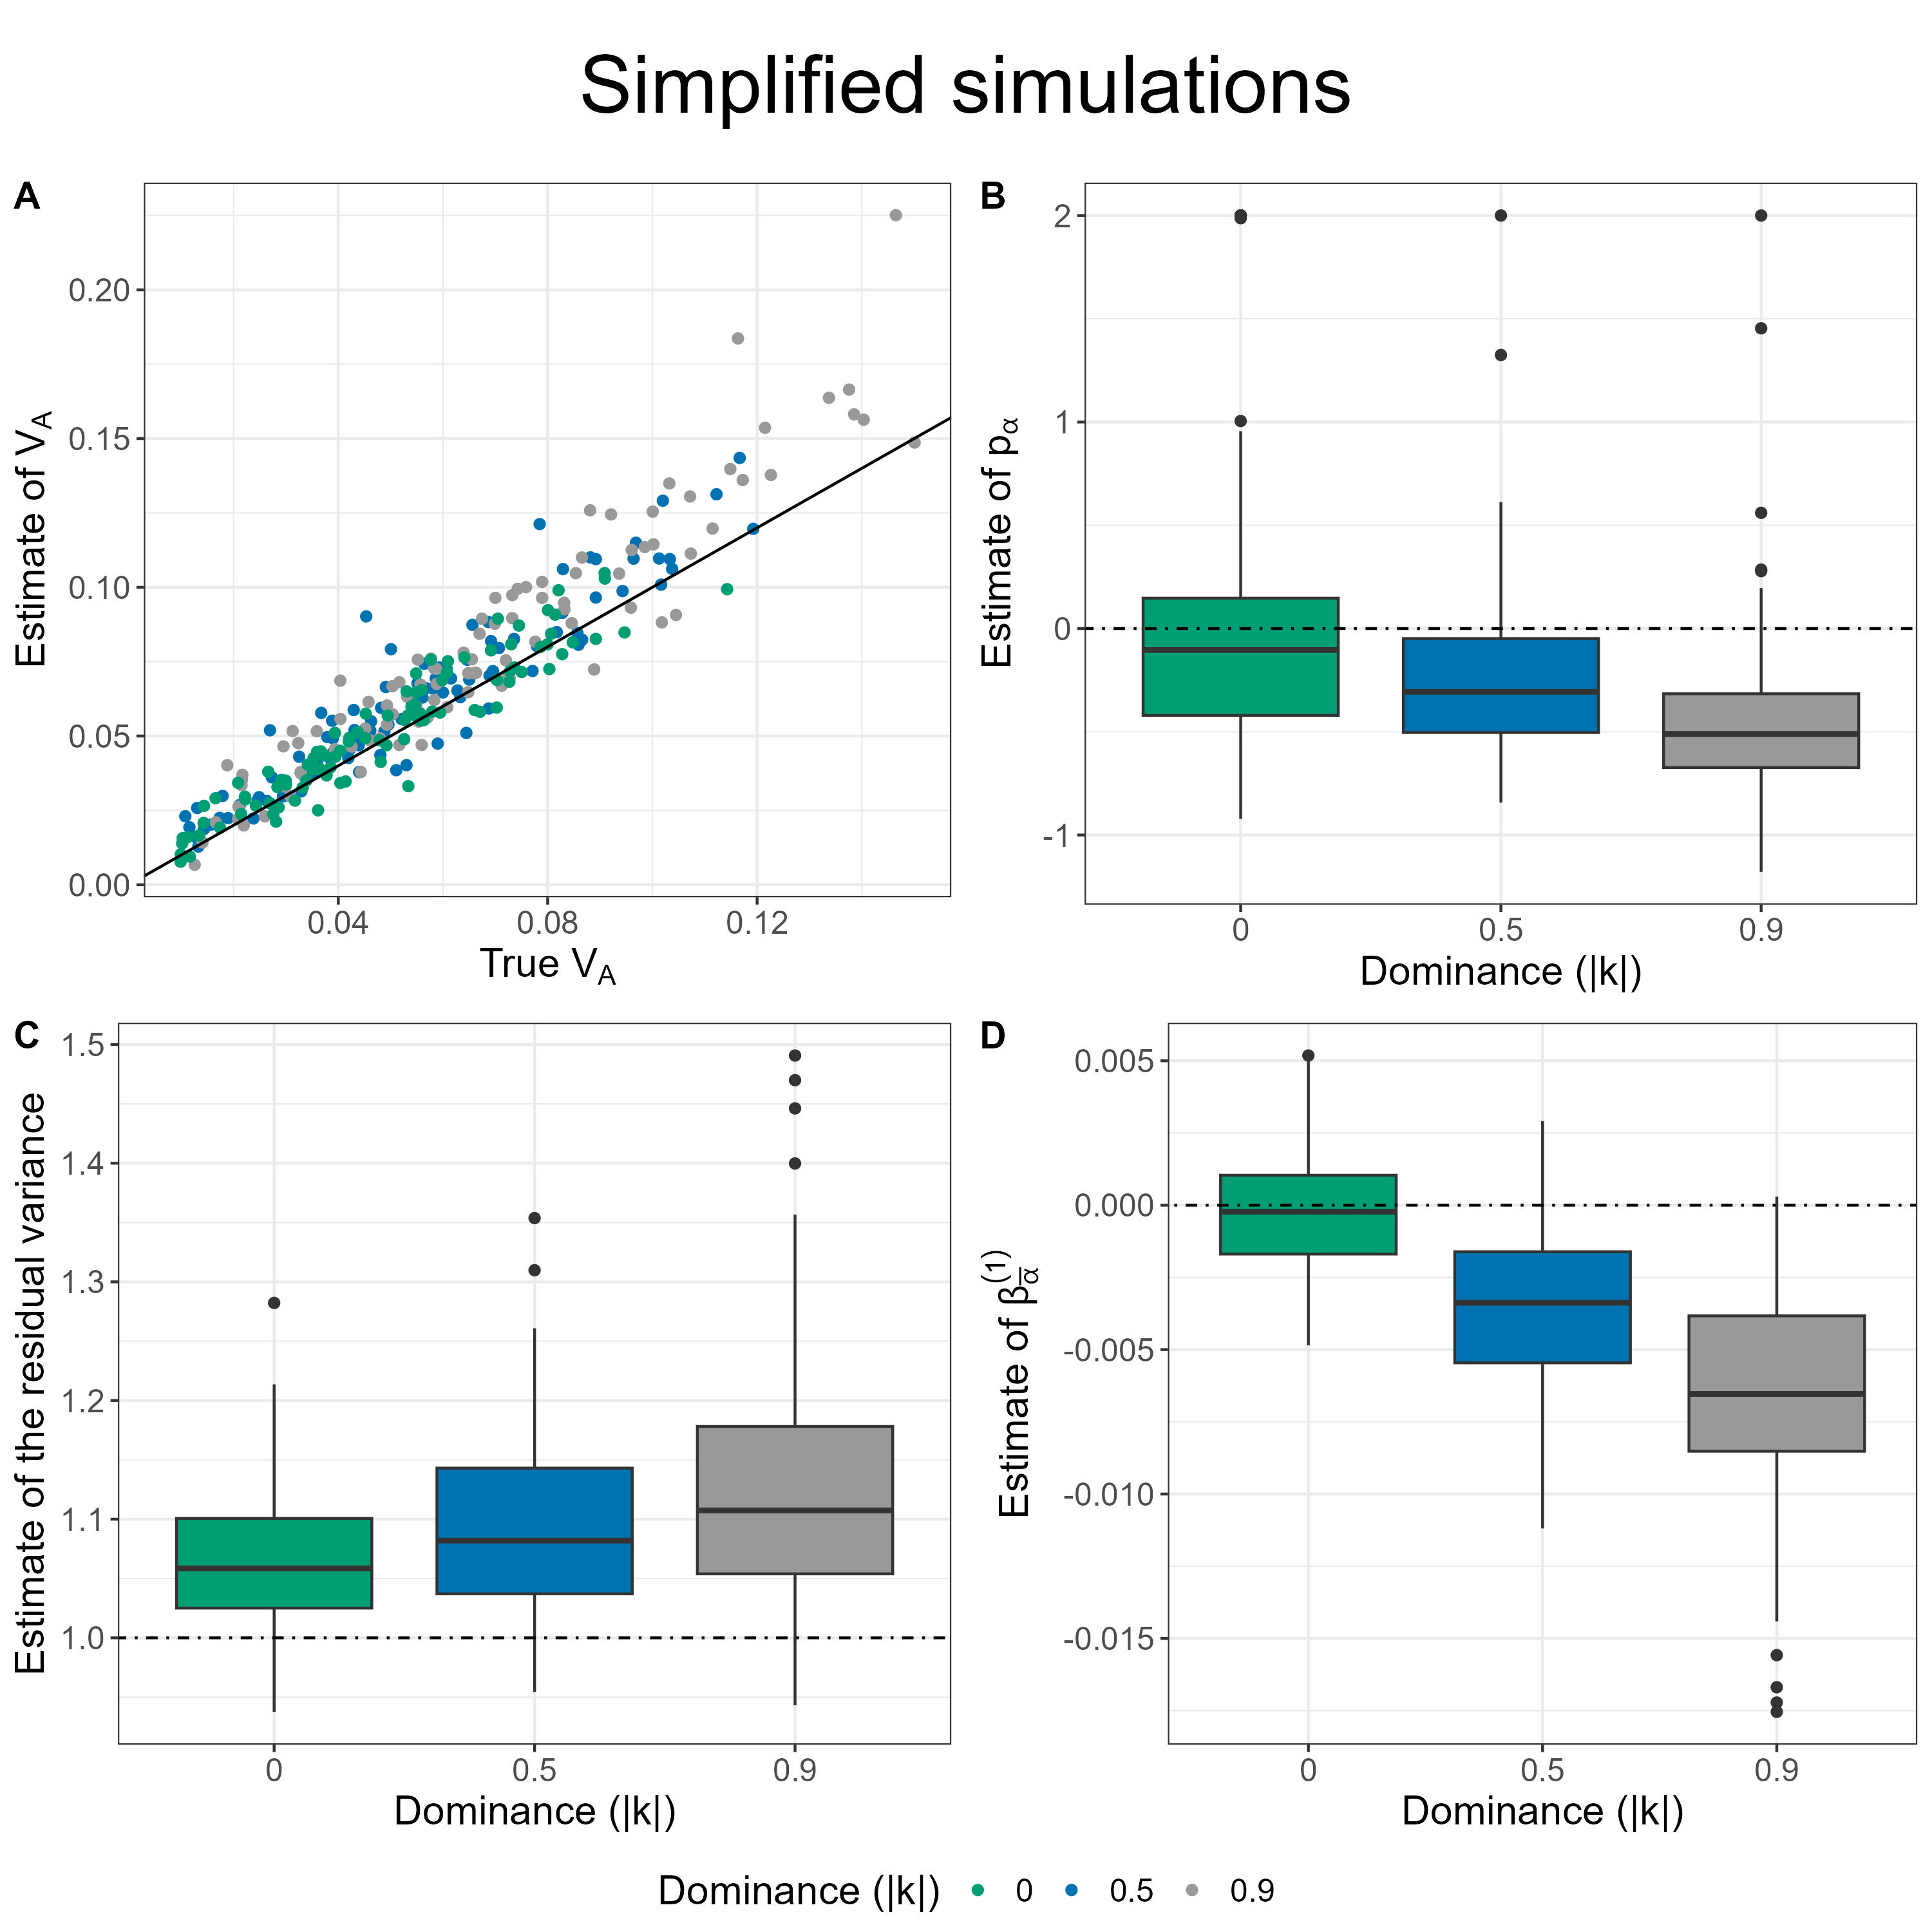 Simplified simulations
A
Estimate of V_A
0.20
0.15
0.10
0.05
0.00
0.04 0.08 0.12
True V_A
B
Estimate of p_α
2
1
0
-1
0 0.5 0.9
Dominance (|k|)
C
Estimate of the residual variance
1.5
1.4
1.3
1.2
1.1
1.0
0 0.5 0.9
Dominance (|k|)
D
Estimate of β_ᾱ^(1)
0.005
0.000
-0.005
-0.010
-0.015
0 0.5 0.9
Dominance (|k|)
Dominance (|k|) 0 0.5 0.9